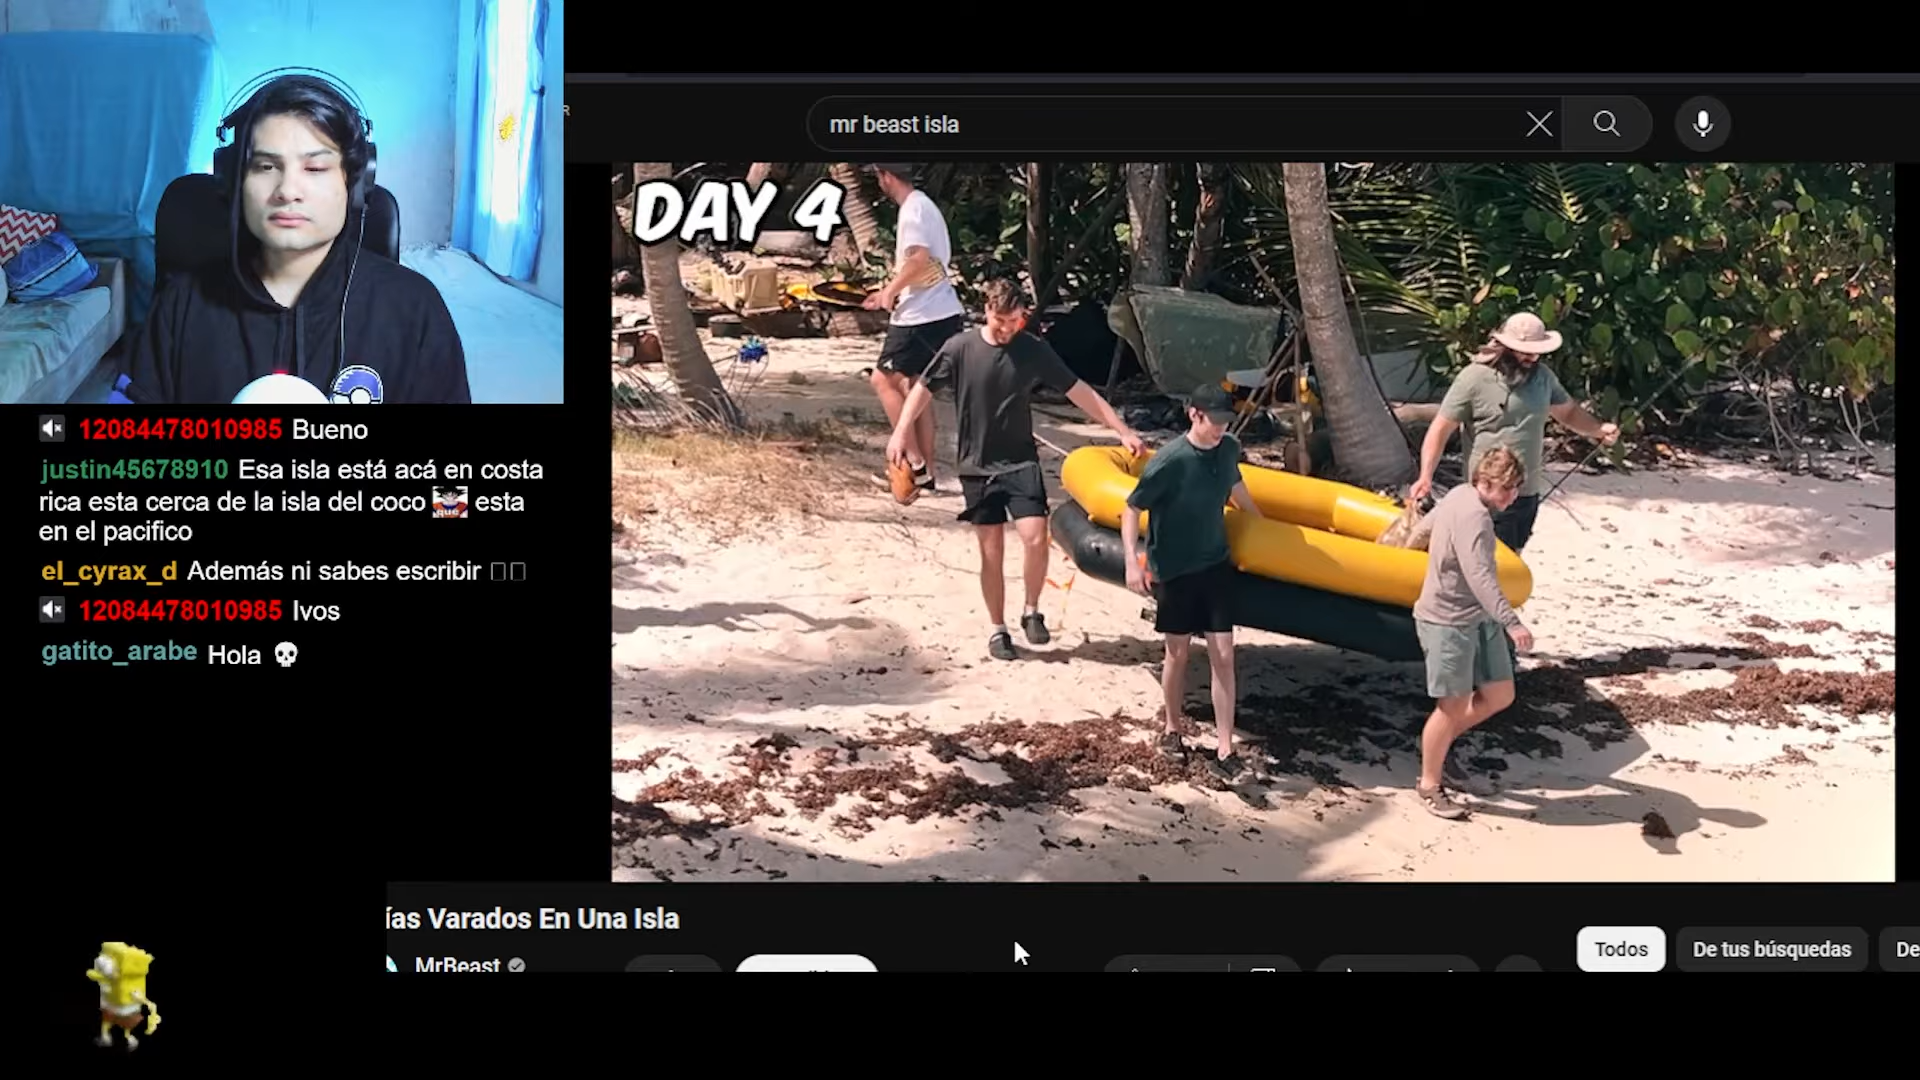 mr beast isla
DAY 4
12084478010985 Bueno
justin45678910 Esa isla está acá en costa
rica esta cerca de la isla del coco que esta
en el pacifico
el_cyrax_d Además ni sabes escribir
12084478010985 Ivos
gatito_arabe Hola
ías Varados En Una Isla
MrBeast
Todos
De tus búsquedas
De